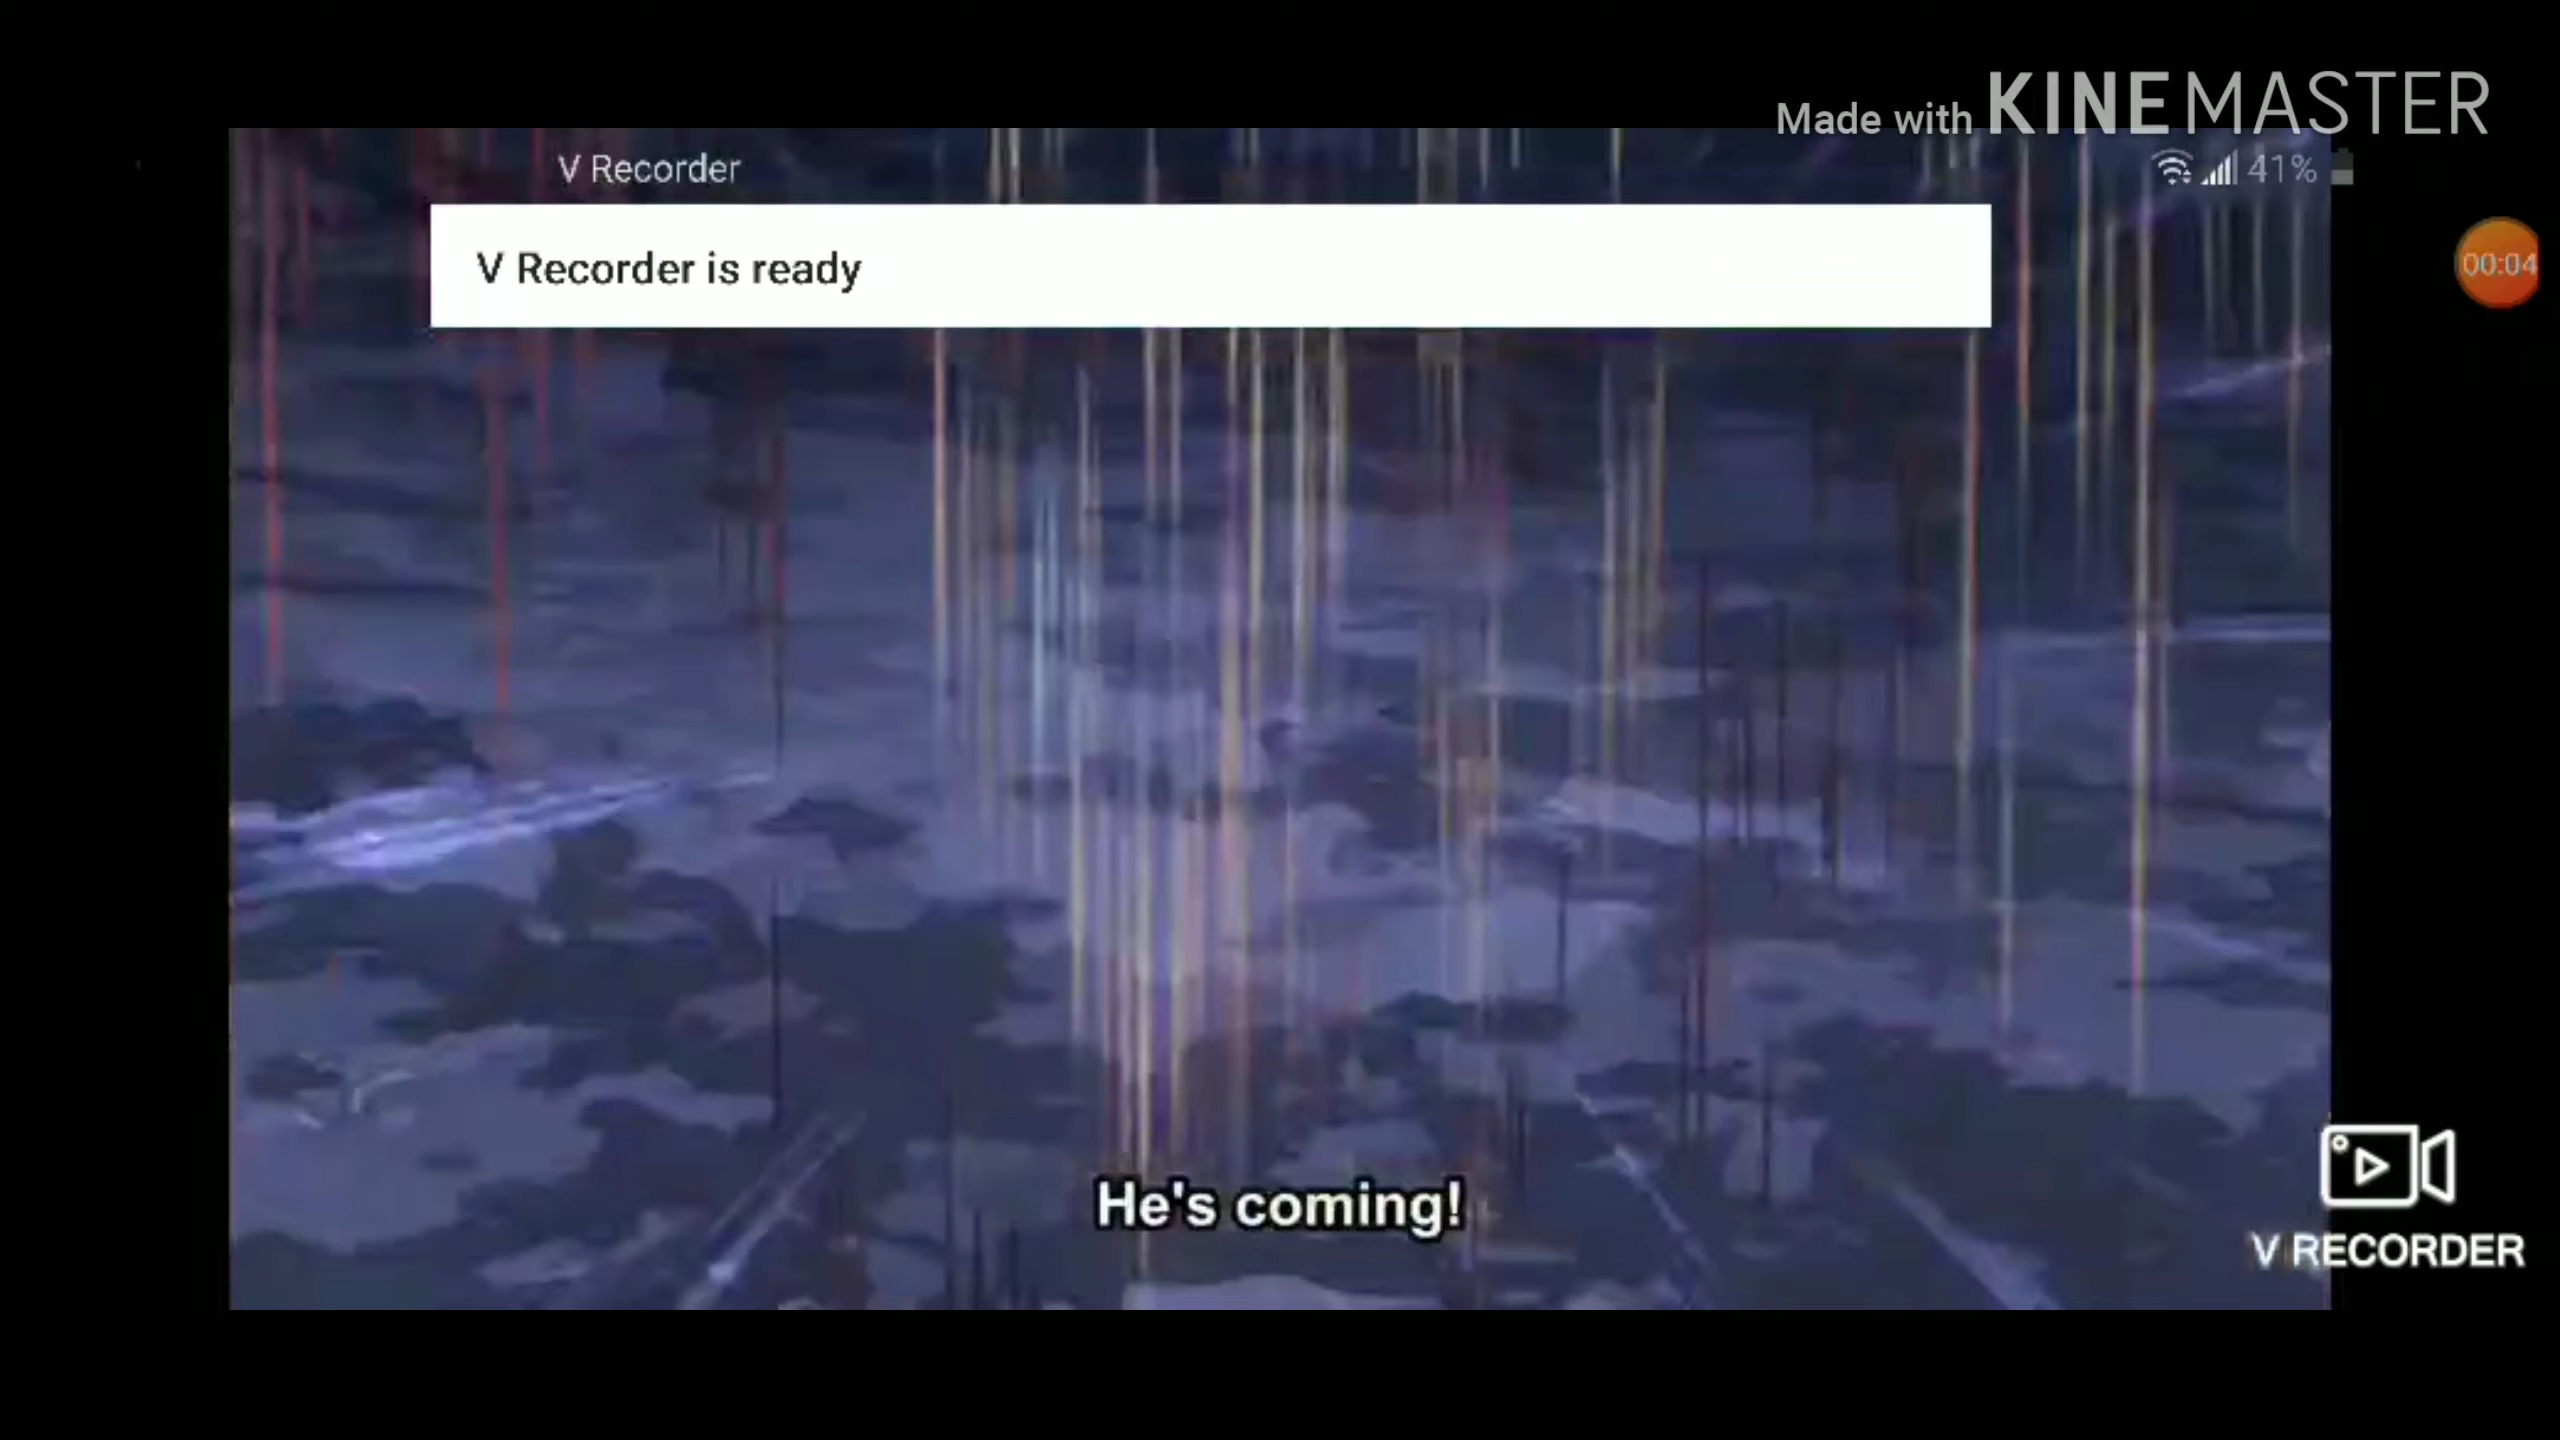 Made with KINEMASTER
V Recorder
41%
V Recorder is ready
00:04
He's coming!
V RECORDER